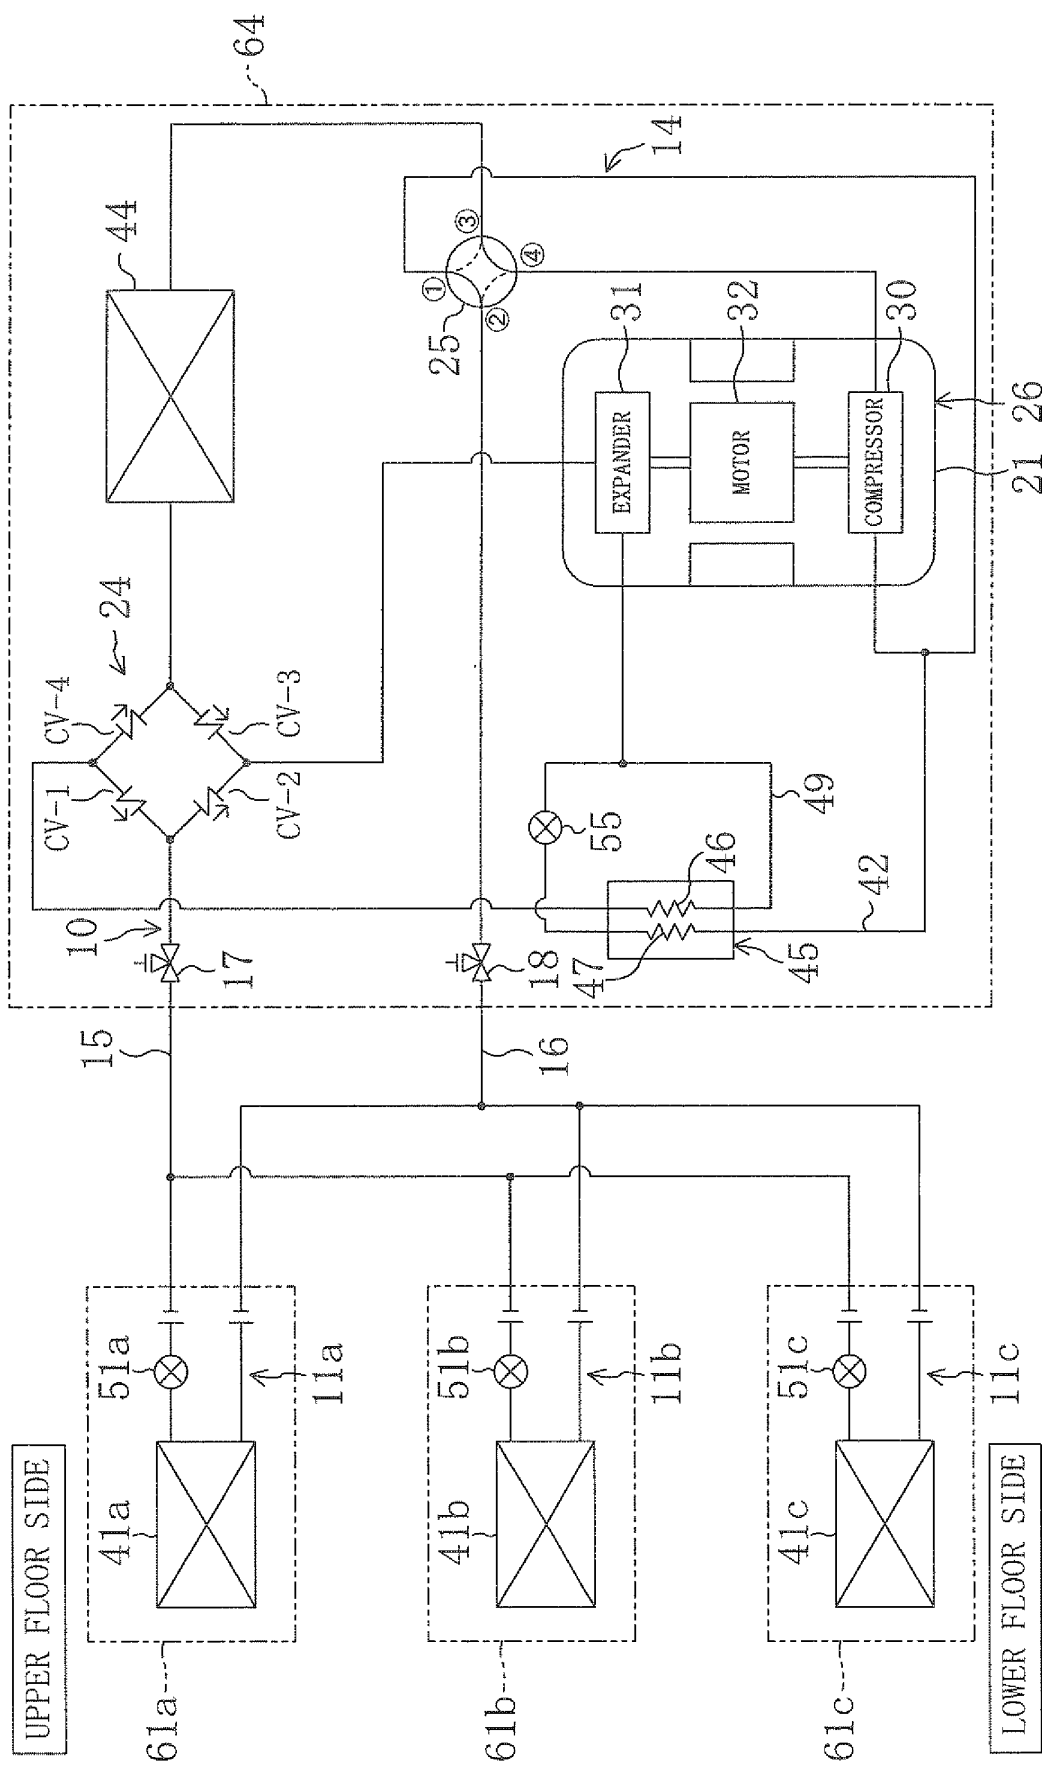 UPPER FLOOR SIDE
CV-1
CV-4
10
15
41a
51a
24
44
61a
17
64
CV-2
CV-3
11a
①
25
③
41b
51b
②
61b
④
18
16
47
55
EXPANDER
31
11b
14
46
MOTOR
32
41c
51c
45
49
61c
42
COMPRESSOR
30
11c
LOWER FLOOR SIDE
21
26